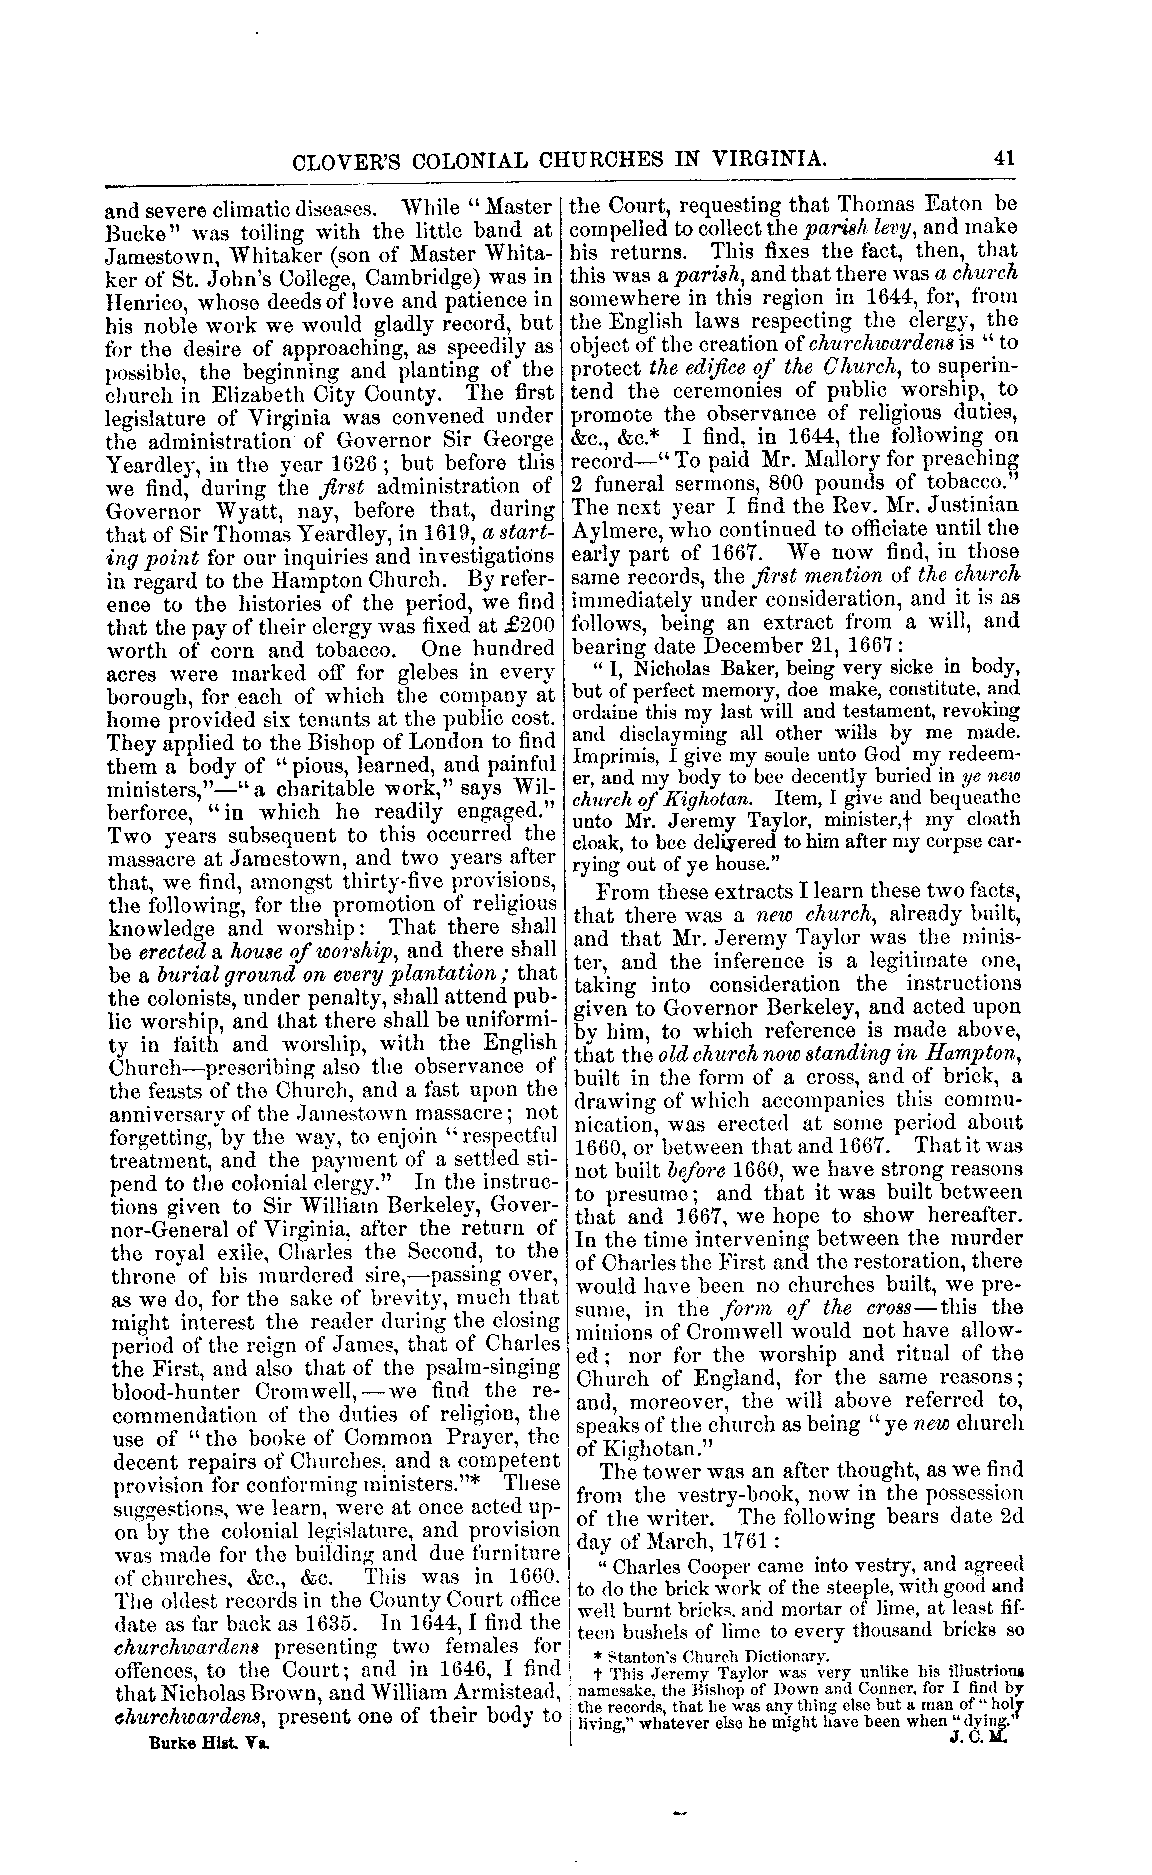 CLOVER'S COLONIAL CHURCHES IN VIRGINIA. 41
and severe climatic diseases. While "Master
Bucke" was toiling with the little band at
Jamestown, Whitaker (son of Master Whita-
ker of St. John's College, Cambridge) was in
Henrico, whose deeds of love and patience in
his noble work we would gladly record, but
for the desire of approaching, as speedily as
possible, the beginning and planting of the
church in Elizabeth City County. The first
legislature of Virginia was convened under
the administration of Governor Sir George
Yeardley, in the year 1626; but before this
we find, during the first administration of
Governor Wyatt, nay, before that, during
that of Sir Thomas Yeardley, in 1619, a start-
ing point for our inquiries and investigations
in regard to the Hampton Church. By refer-
ence to the histories of the period, we find
that the pay of their clergy was fixed at £200
worth of corn and tobacco. One hundred
acres were marked off for glebes in every
borough, for each of which the company at
home provided six tenants at the public cost.
They applied to the Bishop of London to find
them a body of "pious, learned, and painful
ministers,"—"a charitable work," says Wil-
berforce, "in which he readily engaged."
Two years subsequent to this occurred the
massacre at Jamestown, and two years after
that, we find, amongst thirty-five provisions,
the following, for the promotion of religious
knowledge and worship: That there shall
be erected a house of worship, and there shall
be a burial ground on every plantation; that
the colonists, under penalty, shall attend pub-
lic worship, and that there shall be uniformi-
ty in faith and worship, with the English
Church—prescribing also the observance of
the feasts of the Church, and a fast upon the
anniversary of the Jamestown massacre; not
forgetting, by the way, to enjoin "respectful
treatment, and the payment of a settled sti-
pend to the colonial clergy." In the instruc-
tions given to Sir William Berkeley, Gover-
nor-General of Virginia, after the return of
the royal exile, Charles the Second, to the
throne of his murdered sire,—passing over,
as we do, for the sake of brevity, much that
might interest the reader during the closing
period of the reign of James, that of Charles
the First, and also that of the psalm-singing
blood-hunter Cromwell,—we find the re-
commendation of the duties of religion, the
use of "the booke of Common Prayer, the
decent repairs of Churches, and a competent
provision for conforming ministers."* These
suggestions, we learn, were at once acted up-
on by the colonial legislature, and provision
was made for the building and due furniture
of churches, &c., &c. This was in 1660.
The oldest records in the County Court office
date as far back as 1635. In 1644, I find the
churchwardens presenting two females for
offences, to the Court; and in 1646, I find
that Nicholas Brown, and William Armistead,
churchwardens, present one of their body to
Burke Hist. Va.
the Court, requesting that Thomas Eaton be
compelled to collect the parish levy, and make
his returns. This fixes the fact, then, that
this was a parish, and that there was a church
somewhere in this region in 1644, for, from
the English laws respecting the clergy, the
object of the creation of churchwardens is "to
protect the edifice of the Church, to superin-
tend the ceremonies of public worship, to
promote the observance of religious duties,
&c., &c.* I find, in 1644, the following on
record—"To paid Mr. Mallory for preaching
2 funeral sermons, 800 pounds of tobacco."
The next year I find the Rev. Mr. Justinian
Aylmere, who continued to officiate until the
early part of 1667. We now find, in those
same records, the first mention of the church
immediately under consideration, and it is as
follows, being an extract from a will, and
bearing date December 21, 1667:
"I, Nicholas Baker, being very sicke in body,
but of perfect memory, doe make, constitute, and
ordaine this my last will and testament, revoking
and disclayming all other wills by me made.
Imprimis, I give my soule unto God my redeem-
er, and my body to bee decently buried in ye new
church of Kighotan. Item, I give and bequeathe
unto Mr. Jeremy Taylor, minister,† my cloath
cloak, to bee delivered to him after my corpse car-
rying out of ye house."
From these extracts I learn these two facts,
that there was a new church, already built,
and that Mr. Jeremy Taylor was the minis-
ter, and the inference is a legitimate one,
taking into consideration the instructions
given to Governor Berkeley, and acted upon
by him, to which reference is made above,
that the old church now standing in Hampton,
built in the form of a cross, and of brick, a
drawing of which accompanies this commu-
nication, was erected at some period about
1660, or between that and 1667. That it was
not built before 1660, we have strong reasons
to presume; and that it was built between
that and 1667, we hope to show hereafter.
In the time intervening between the murder
of Charles the First and the restoration, there
would have been no churches built, we pre-
sume, in the form of the cross—this the
minions of Cromwell would not have allow-
ed; nor for the worship and ritual of the
Church of England, for the same reasons;
and, moreover, the will above referred to,
speaks of the church as being "ye new church
of Kighotan."
The tower was an after thought, as we find
from the vestry-book, now in the possession
of the writer. The following bears date 2d
day of March, 1761:
"Charles Cooper came into vestry, and agreed
to do the brick work of the steeple, with good and
well burnt bricks, and mortar of lime, at least fif-
teen bushels of lime to every thousand bricks so
* Stanton's Church Dictionary.
† This Jeremy Taylor was very unlike his illustrious
namesake, the Bishop of Down and Conner, for I find by
the records, that he was any thing else but a man of "holy
living," whatever else he might have been when "dying."
J. C. M.